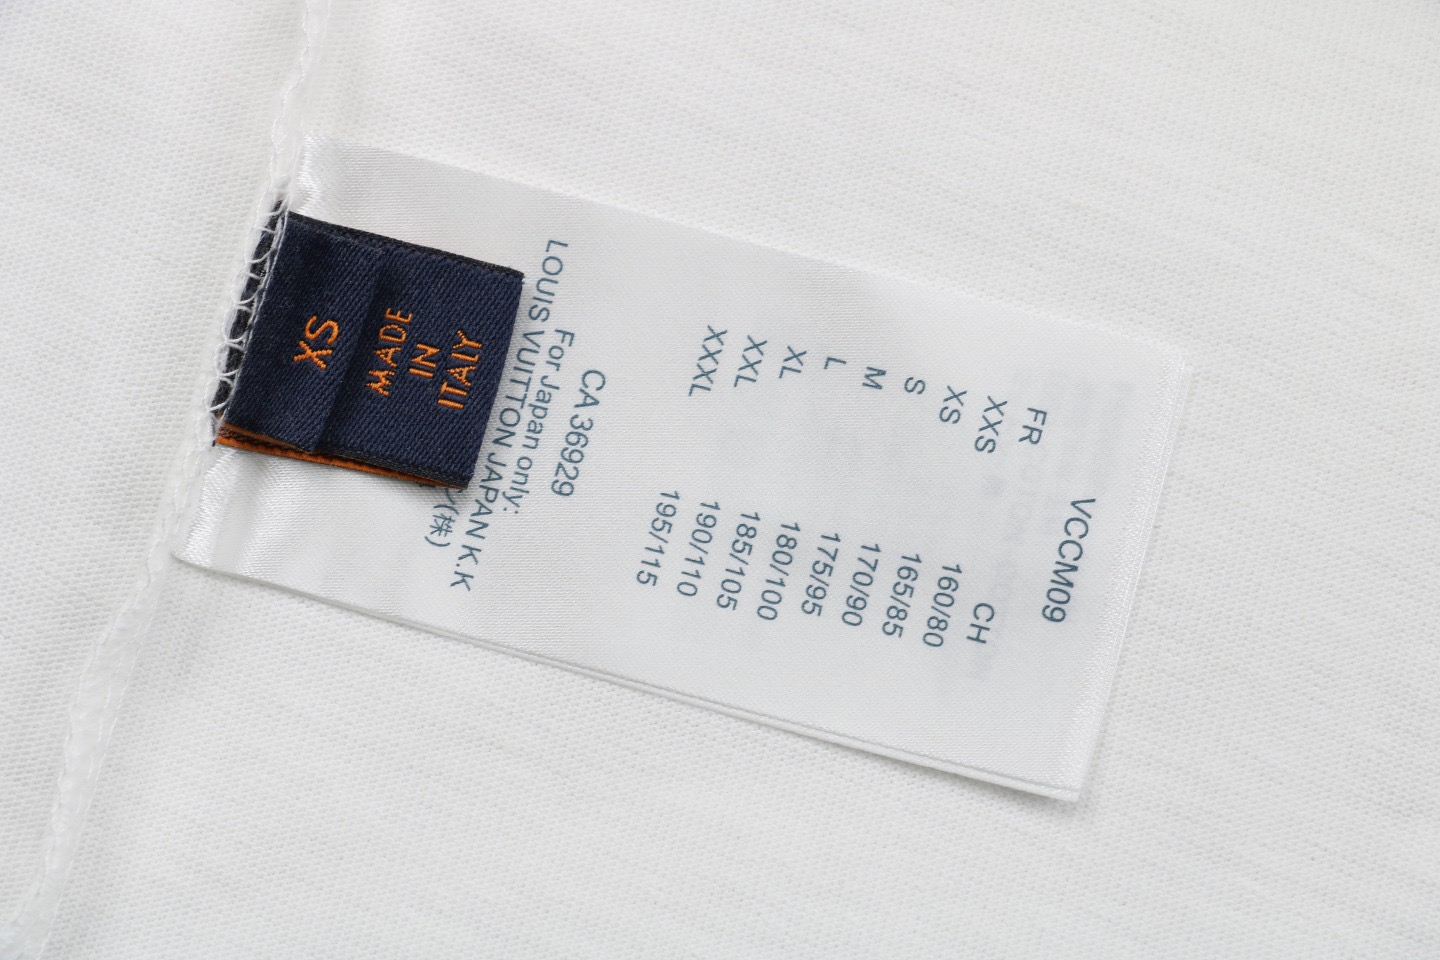 VCCM09
FR CH
XXS 160/80
XS 165/85
S 170/90
M 175/95
L 180/100
XL 185/105
XXL 190/110
XXXL 195/115
CA 36929
For Japan only:
LOUIS VUITTON JAPAN K.K
(株)
XS
MADE
IN
ITALY